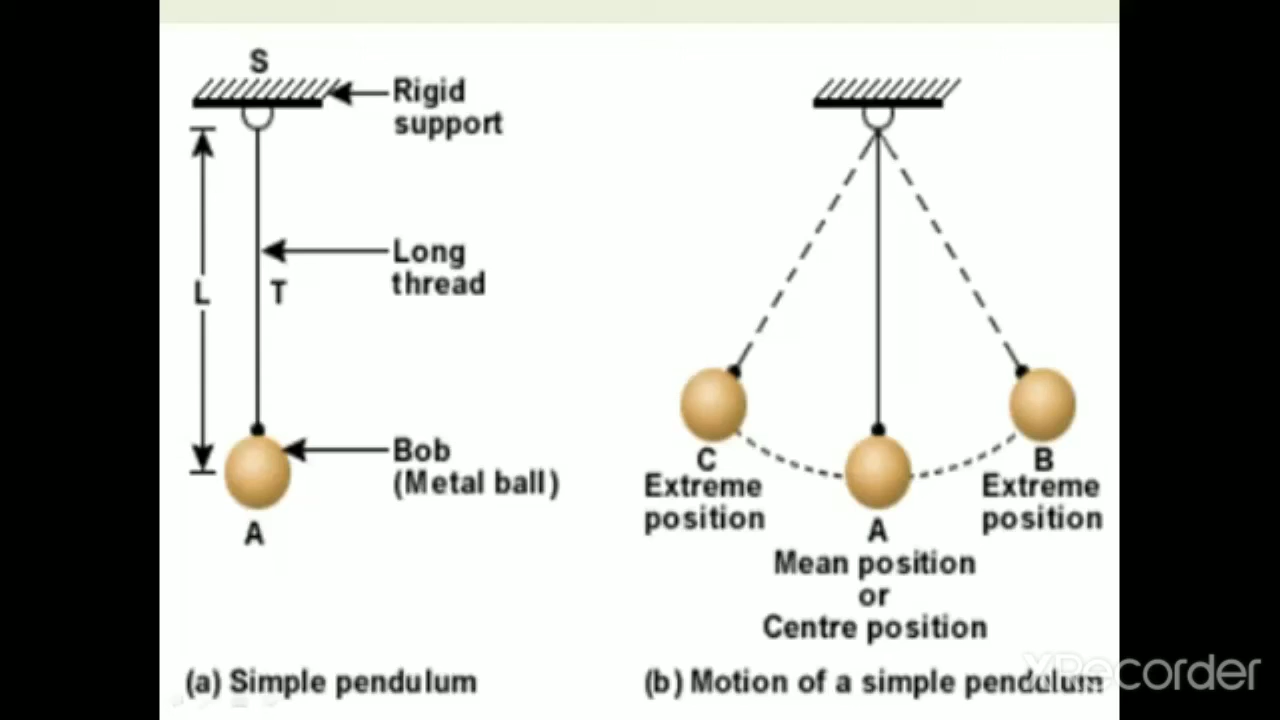 S
Rigid
support
Long
thread
L
T
Bob
(Metal ball)
A
(a) Simple pendulum
C
Extreme
position
B
Extreme
position
A
Mean position
or
Centre position
(b) Motion of a simple pendulum
XRecorder